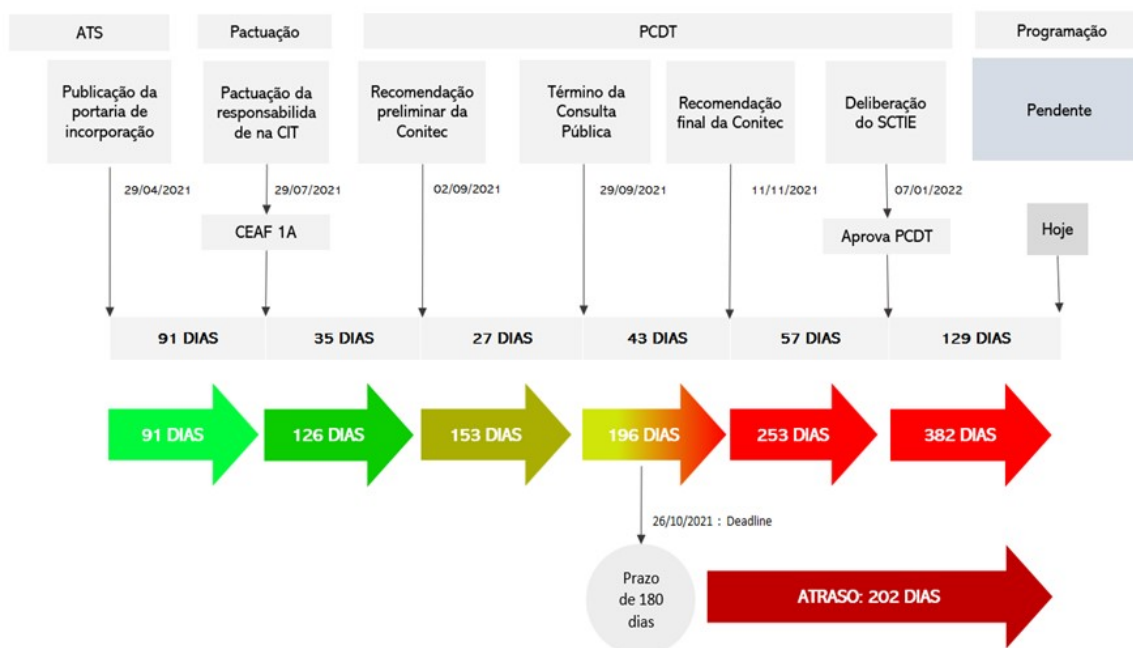 ATS
Pactuação
PCDT
Programação
Publicação da
portaria de
incorporação
Pactuação da
responsabilida
de na CIT
Recomendação
preliminar da
Conitec
Término da
Consulta
Pública
Recomendação
final da Conitec
Deliberação
do SCTIE
Pendente
29/04/2021
29/07/2021
02/09/2021
29/09/2021
11/11/2021
07/01/2022
CEAF 1A
Aprova PCDT
Hoje
91 DIAS
35 DIAS
27 DIAS
43 DIAS
57 DIAS
129 DIAS
91 DIAS
126 DIAS
153 DIAS
196 DIAS
253 DIAS
382 DIAS
26/10/2021 : Deadline
Prazo
de 180
dias
ATRASO: 202 DIAS